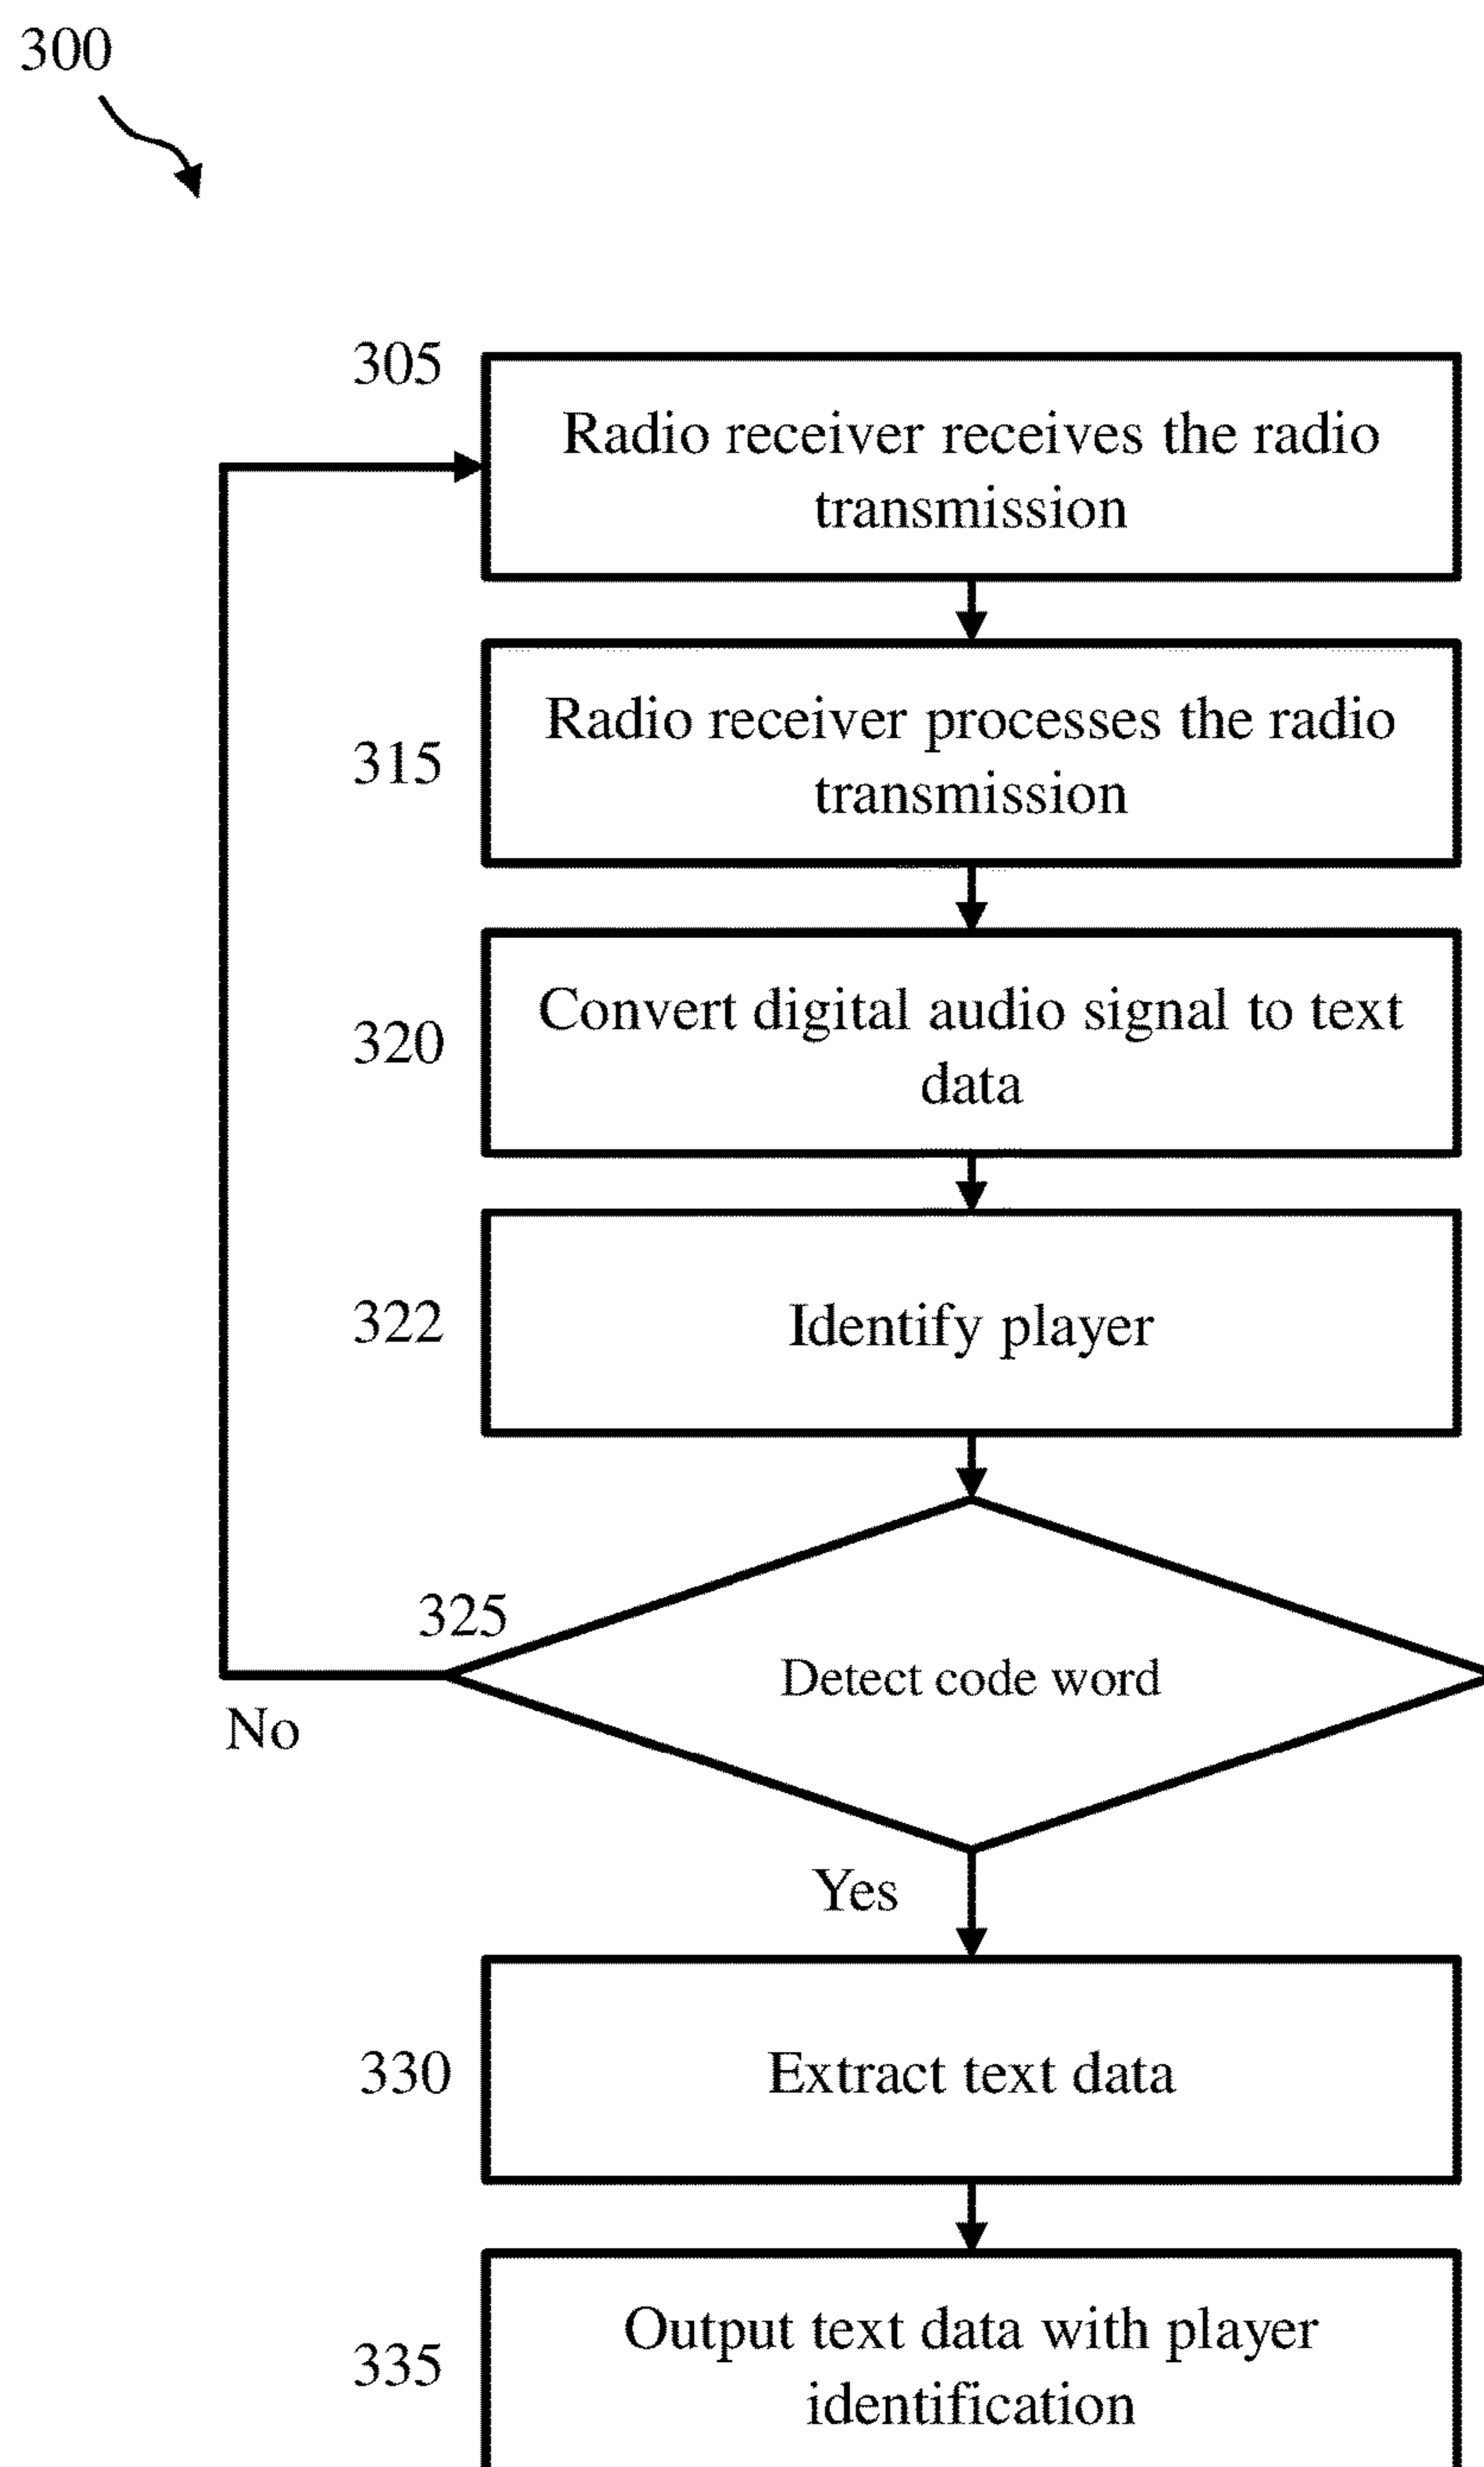 300
305
Radio receiver receives the radio
transmission
315
Radio receiver processes the radio
transmission
320
Convert digital audio signal to text
data
322
Identify player
325
Detect code word
No
Yes
330
Extract text data
335
Output text data with player
identification